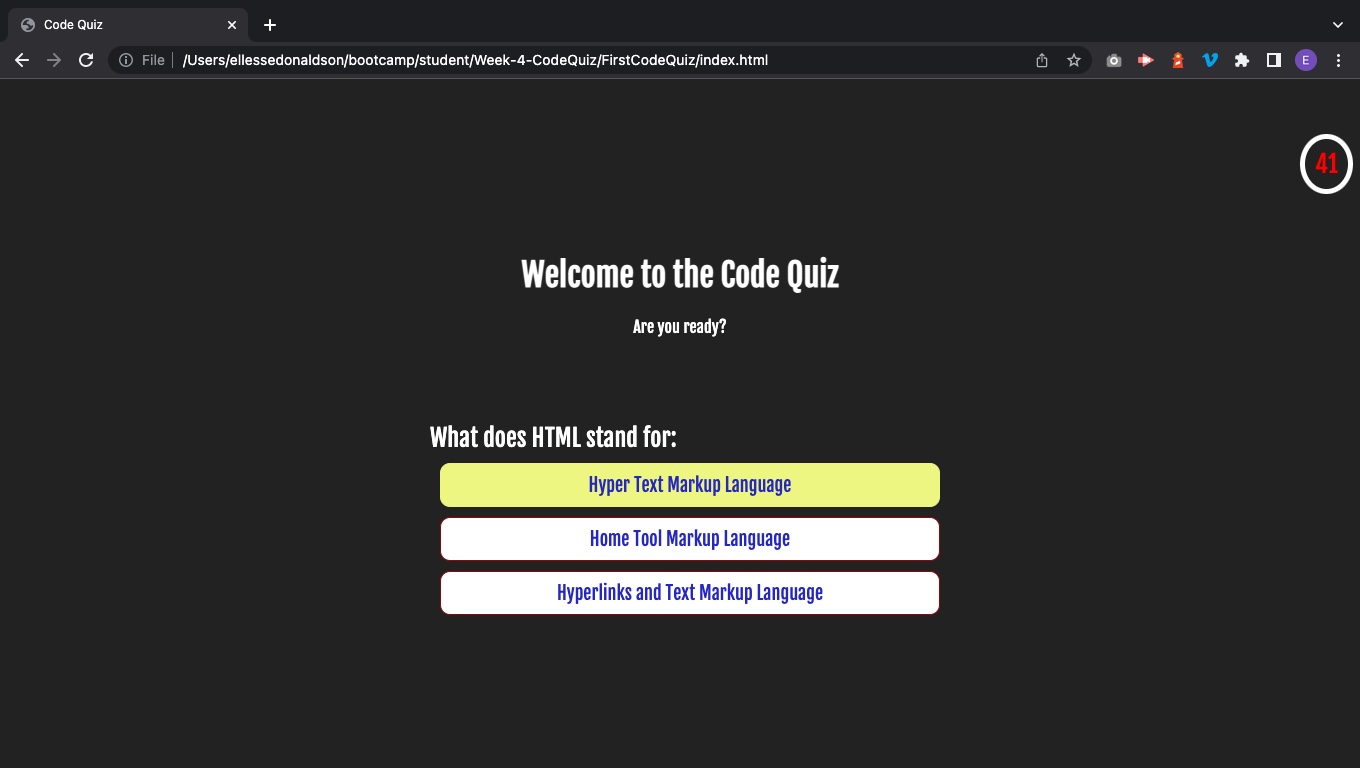 Code Quiz
File
/Users/ellessedonaldson/bootcamp/student/Week-4-CodeQuiz/FirstCodeQuiz/index.html
E
41
Welcome to the Code Quiz
Are you ready?
What does HTML stand for:
Hyper Text Markup Language
Home Tool Markup Language
Hyperlinks and Text Markup Language